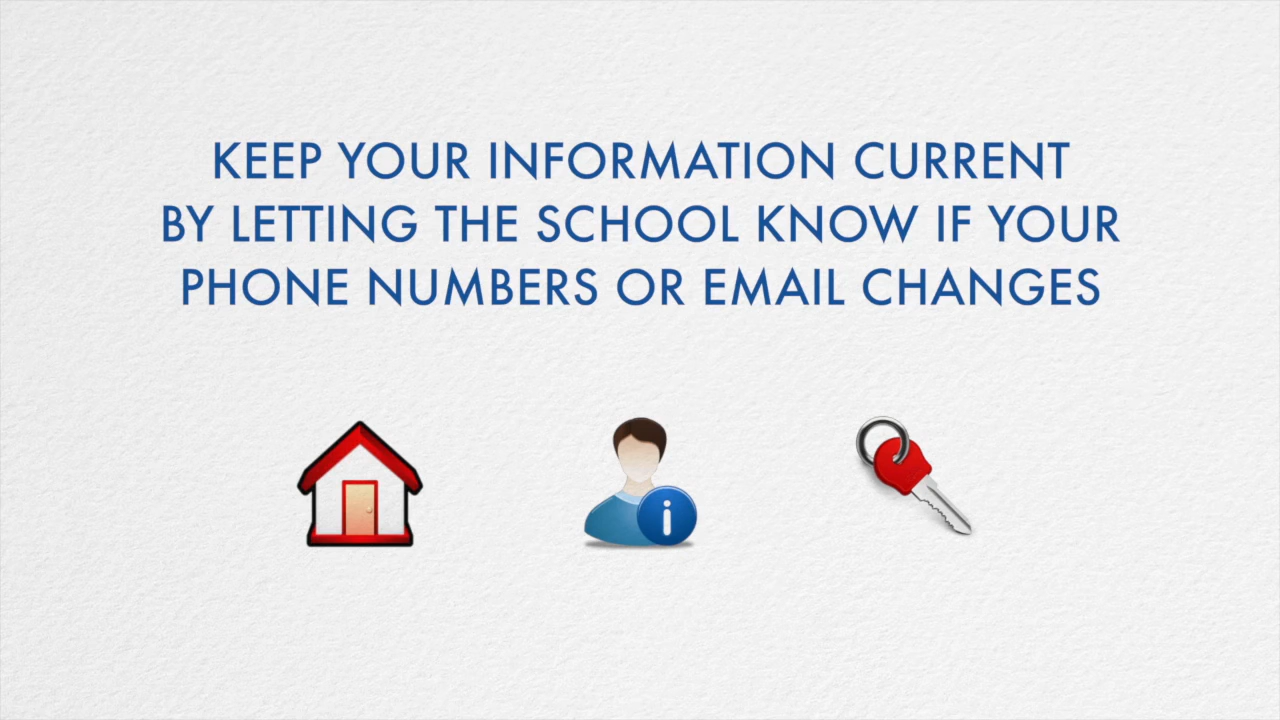 KEEP YOUR INFORMATION CURRENT
BY LETTING THE SCHOOL KNOW IF YOUR
PHONE NUMBERS OR EMAIL CHANGES
i